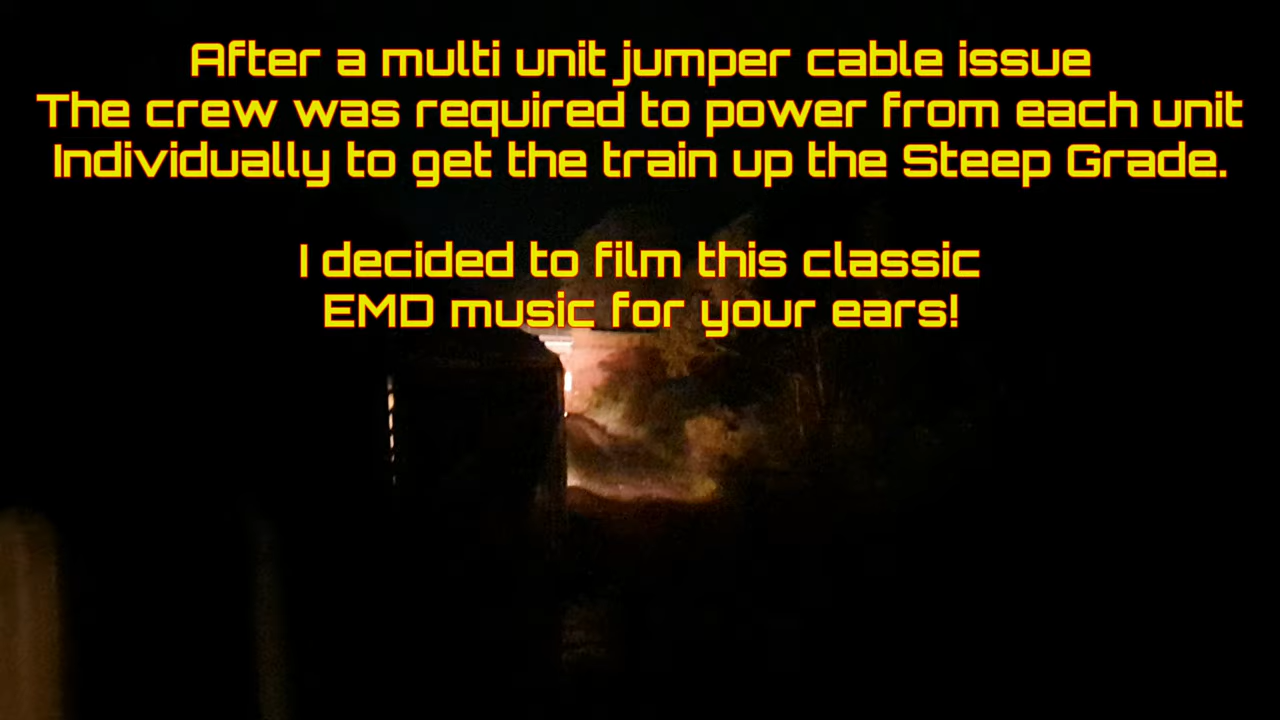 After a multi unit jumper cable issue
The crew was required to power from each unit
Individually to get the train up the Steep Grade.
I decided to film this classic
EMD music for your ears!